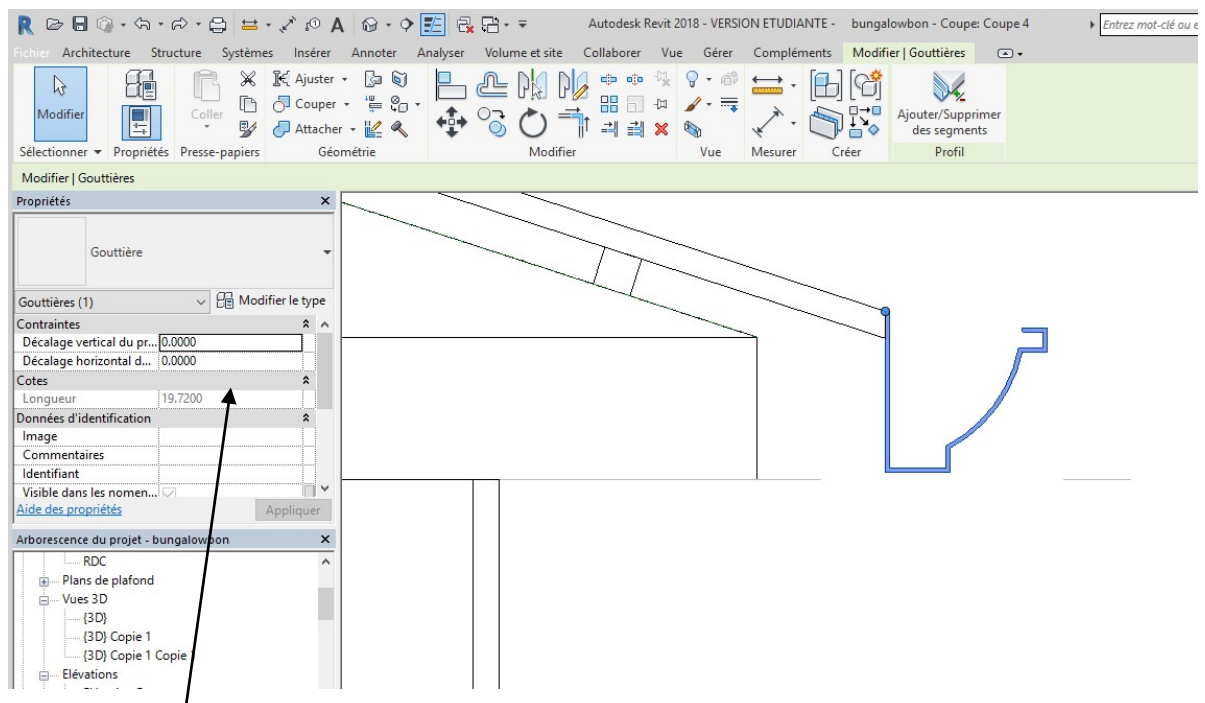 Autodesk Revit 2018 - VERSION ETUDIANTE - bungalowbon - Coupe: Coupe 4
Entrez mot-clé ou e
Fichier Architecture Structure Systèmes Insérer Annoter Analyser Volume et site Collaborer Vue Gérer Compléments Modifier | Gouttières
Modifier
Coller
Ajuster
Couper
Attacher
Ajouter/Supprimer
des segments
Sélectionner Propriétés Presse-papiers Géométrie Modifier Vue Mesurer Créer Profil
Modifier | Gouttières
Propriétés
Gouttière
Gouttières (1) Modifier le type
Contraintes
Décalage vertical du pr... 0.0000
Décalage horizontal d... 0.0000
Cotes
Longueur 19.7200
Données d'identification
Image
Commentaires
Identifiant
Visible dans les nomen...
Aide des propriétés Appliquer
Arborescence du projet - bungalowbon
RDC
Plans de plafond
Vues 3D
{3D}
{3D} Copie 1
{3D} Copie 1 Copie
Elévations